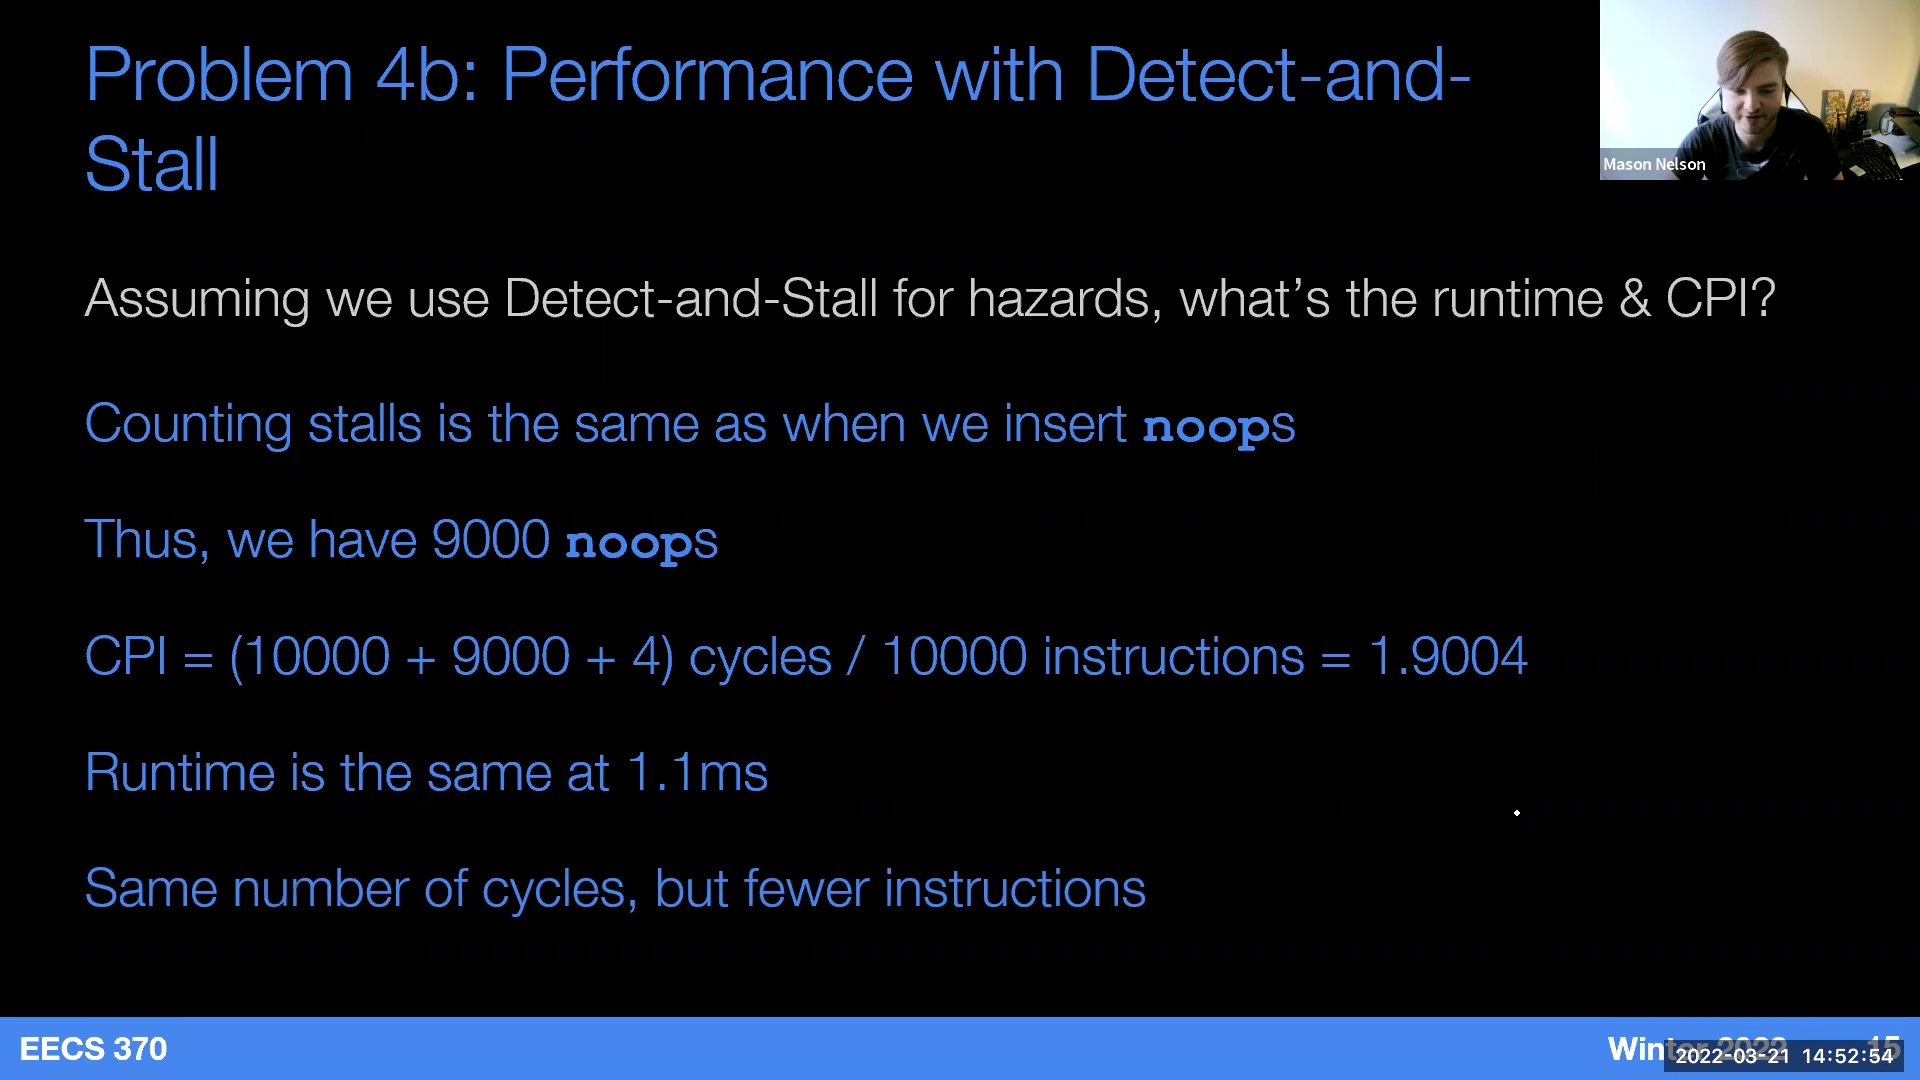 Problem 4b: Performance with Detect-and-
Stall
Mason Nelson
Assuming we use Detect-and-Stall for hazards, what’s the runtime & CPI?
Counting stalls is the same as when we insert noops
Thus, we have 9000 noops
CPI = (10000 + 9000 + 4) cycles / 10000 instructions = 1.9004
Runtime is the same at 1.1ms
Same number of cycles, but fewer instructions
EECS 370
Winter 2022 15
2022-03-21 14:52:54